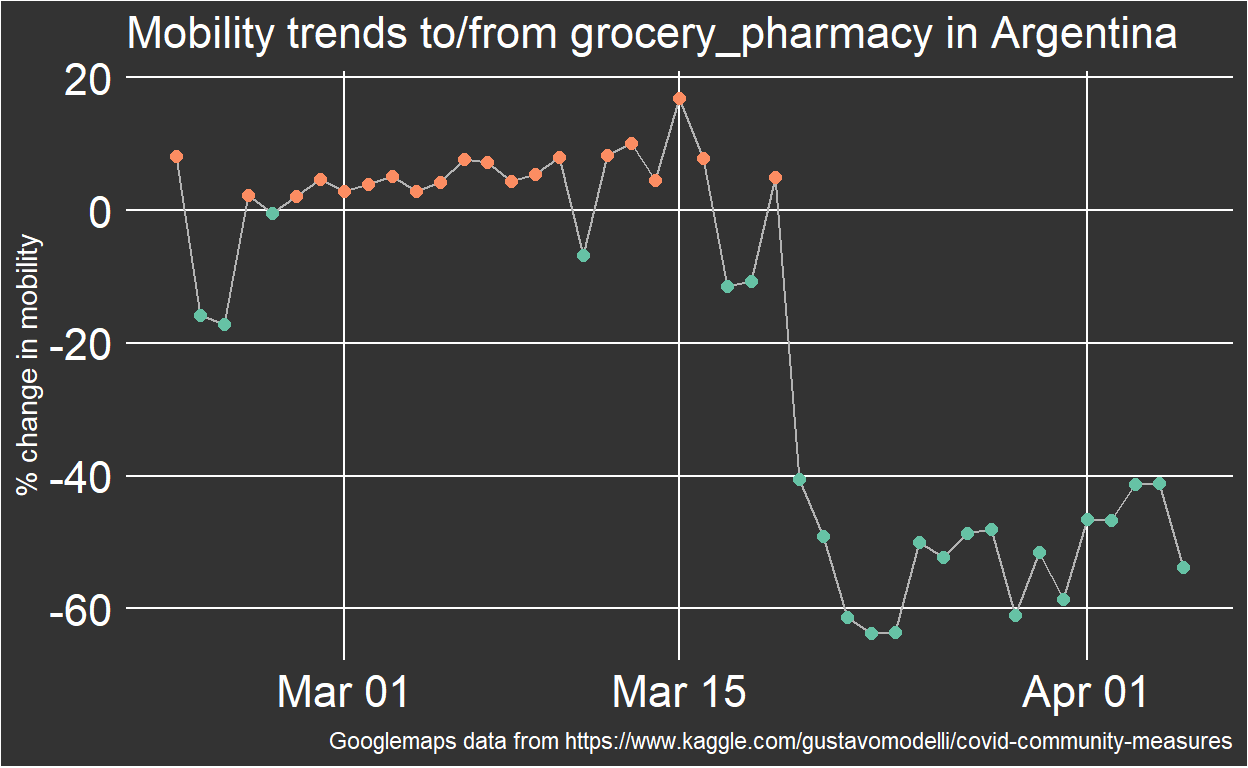 Mobility trends to/from grocery_pharmacy in Argentina
20
0
-20
-40
-60
% change in mobility
Mar 01
Mar 15
Apr 01
Googlemaps data from https://www.kaggle.com/gustavomodelli/covid-community-measures